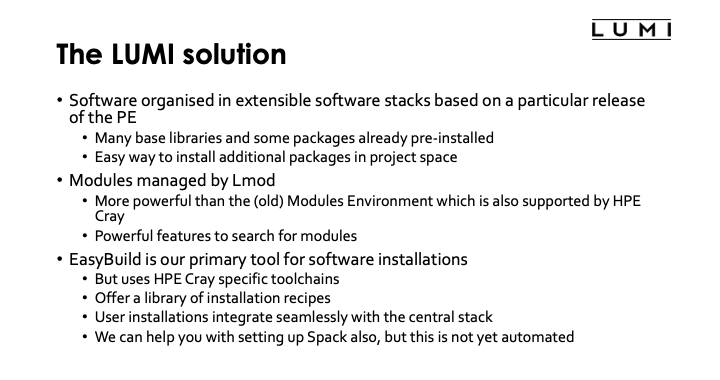 LUMI
The LUMI solution
• Software organised in extensible software stacks based on a particular release
of the PE
• Many base libraries and some packages already pre-installed
• Easy way to install additional packages in project space
• Modules managed by Lmod
• More powerful than the (old) Modules Environment which is also supported by HPE
Cray
• Powerful features to search for modules
• EasyBuild is our primary tool for software installations
• But uses HPE Cray specific toolchains
• Offer a library of installation recipes
• User installations integrate seamlessly with the central stack
• We can help you with setting up Spack also, but this is not yet automated